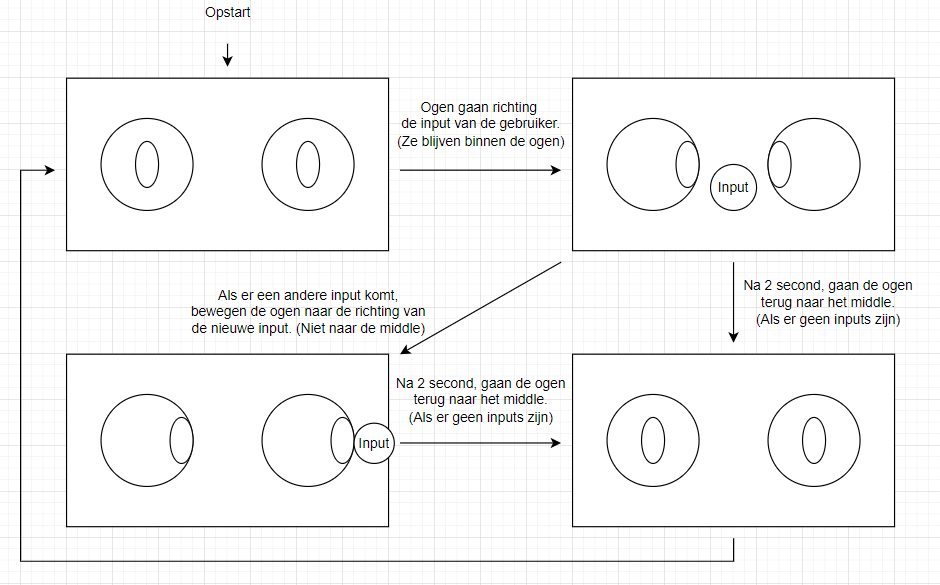 Opstart
Ogen gaan richting
de input van de gebruiker.
(Ze blijven binnen de ogen)
Input
Als er een andere input komt,
bewegen de ogen naar de richting van
de nieuwe input. (Niet naar de middle)
Na 2 second, gaan de ogen
terug naar het middle.
(Als er geen inputs zijn)
Input
Na 2 second, gaan de ogen
terug naar het middle.
(Als er geen inputs zijn)